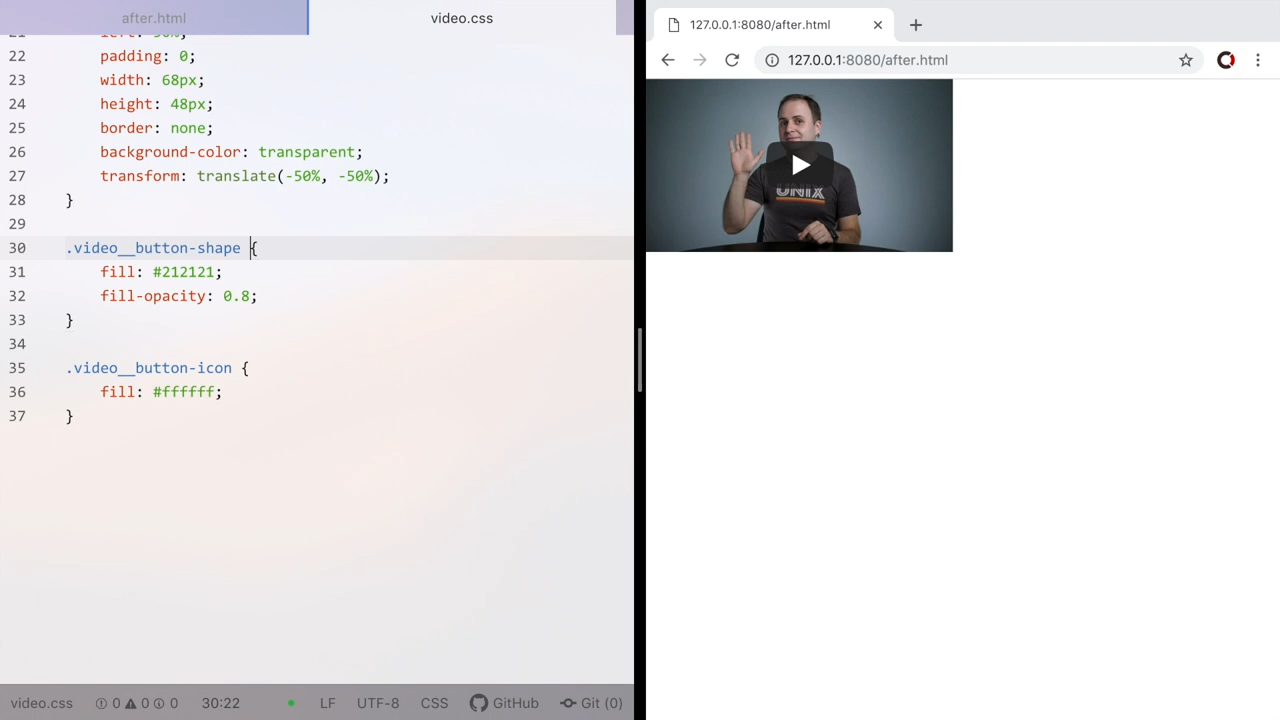 after.html
video.css
left: 50%;
22 padding: 0;
23 width: 68px;
24 height: 48px;
25 border: none;
26 background-color: transparent;
27 transform: translate(-50%, -50%);
28 }
29
30 .video__button-shape {
31 fill: #212121;
32 fill-opacity: 0.8;
33 }
34
35 .video__button-icon {
36 fill: #ffffff;
37 }
video.css 0 0 0 30:22 LF UTF-8 CSS GitHub Git (0)
127.0.0.1:8080/after.html
127.0.0.1:8080/after.html
UNIX